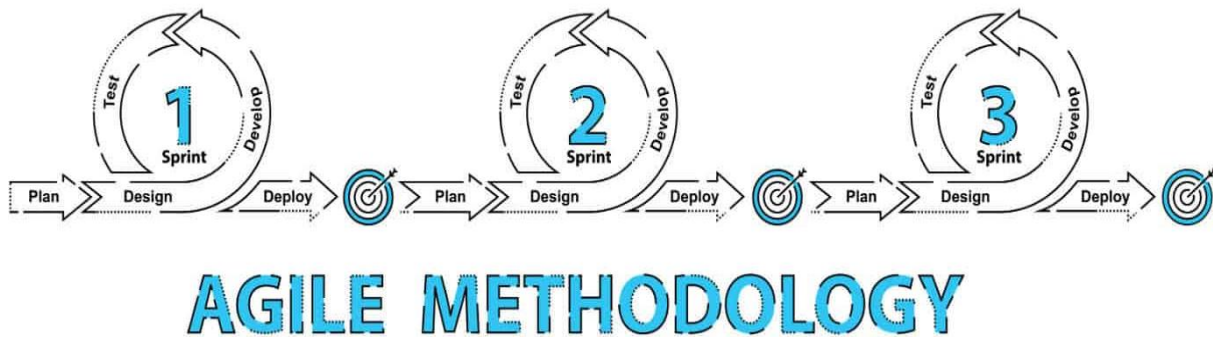 1
Sprint
Test
Develop
Plan
Design
Deploy
2
Sprint
Test
Develop
Plan
Design
Deploy
3
Sprint
Test
Develop
Plan
Design
Deploy
AGILE METHODOLOGY